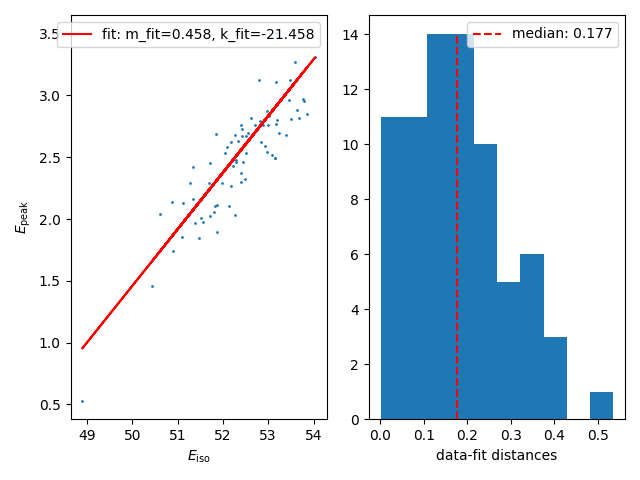 fit: m_fit=0.458, k_fit=-21.458
3.5
3.0
2.5
2.0
1.5
1.0
0.5
E_peak
49 50 51 52 53 54
E_iso
median: 0.177
14
12
10
8
6
4
2
0
0.0 0.1 0.2 0.3 0.4 0.5
data-fit distances